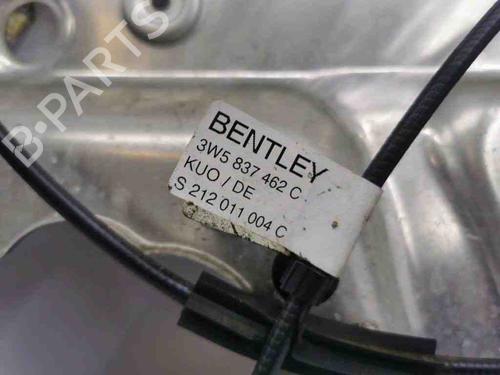 B-PARTS
BENTLEY
3W5 837 462 C
KUO / DE
S 212 011 004 C